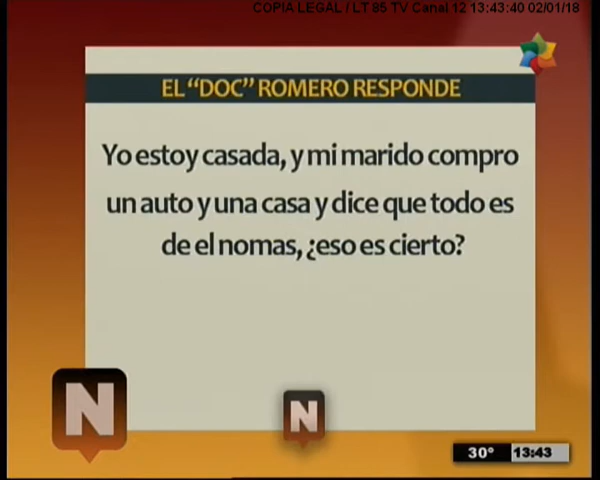 COPIA LEGAL / LT 85 TV Canal 12 13:43:40 02/01/18
EL “DOC” ROMERO RESPONDE
Yo estoy casada, y mi marido compro
un auto y una casa y dice que todo es
de el nomas, ¿eso es cierto?
N
N
30° 13:43